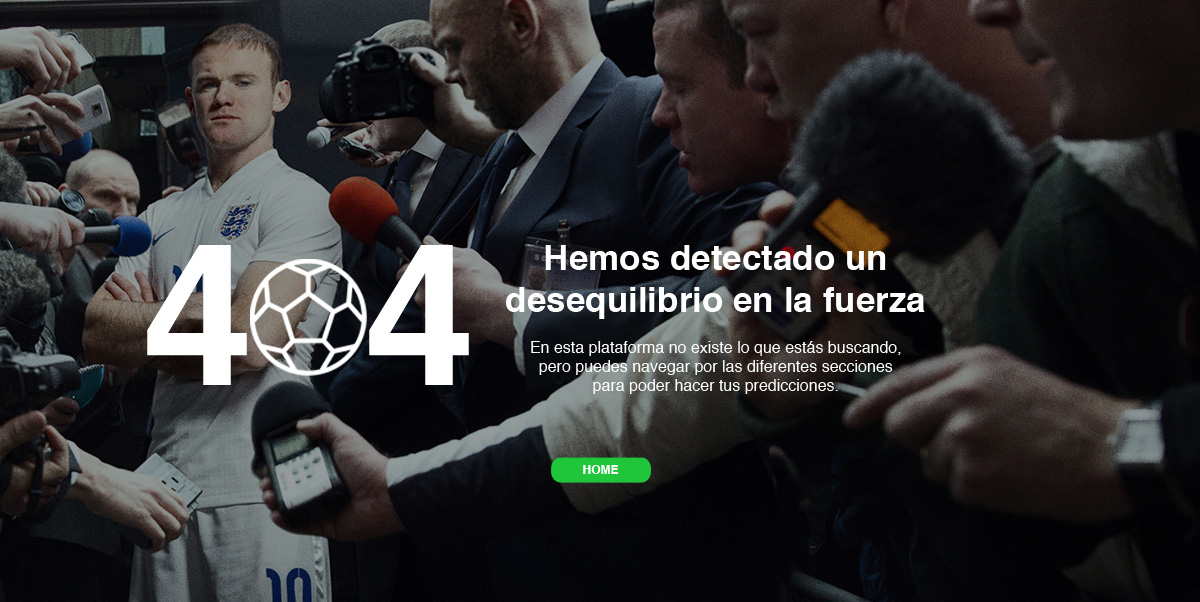 404
Hemos detectado un
desequilibrio en la fuerza
En esta plataforma no existe lo que estás buscando,
pero puedes navegar por las diferentes secciones
para poder hacer tus predicciones.
HOME
10